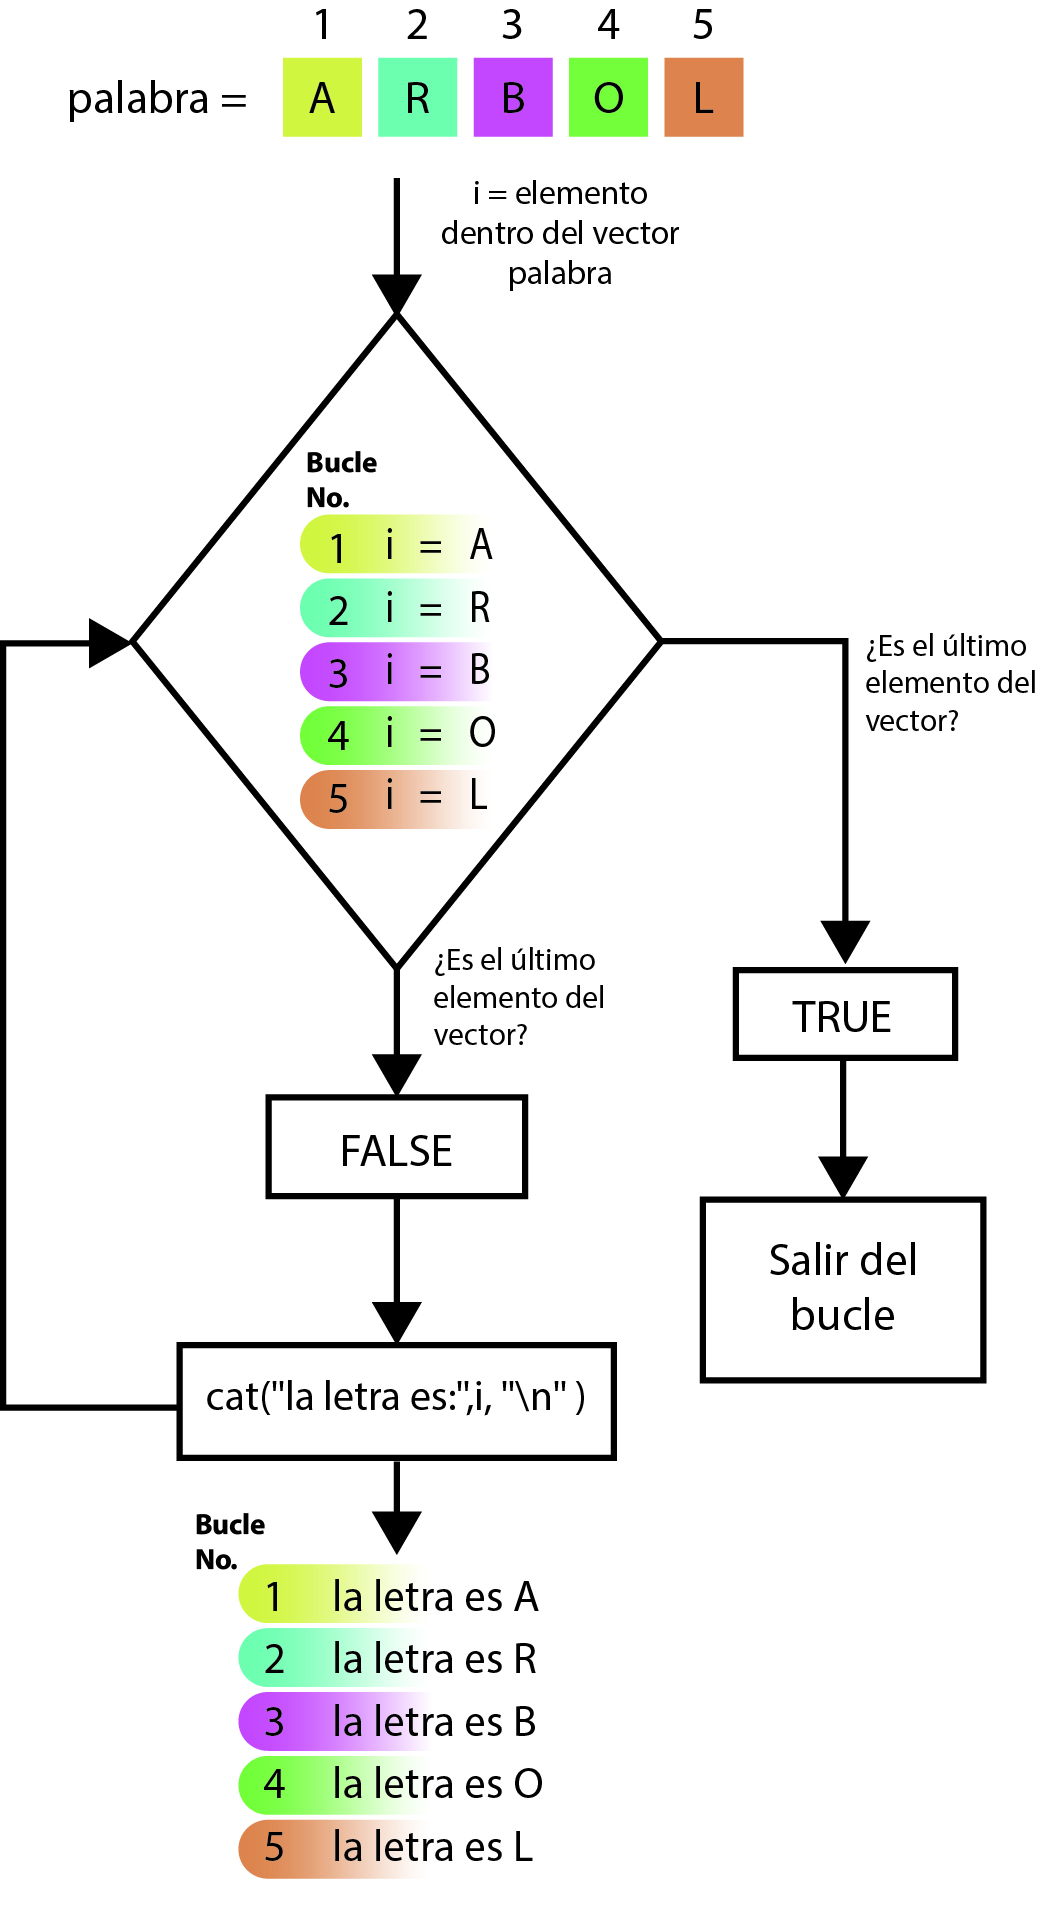 1 2 3 4 5
palabra = A R B O L
i = elemento
dentro del vector
palabra
Bucle
No.
1 i = A
2 i = R
3 i = B
4 i = O
5 i = L
¿Es el último
elemento del
vector?
¿Es el último
elemento del
vector?
TRUE
FALSE
Salir del
bucle
cat("la letra es:",i, "\n" )
Bucle
No.
1 la letra es A
2 la letra es R
3 la letra es B
4 la letra es O
5 la letra es L